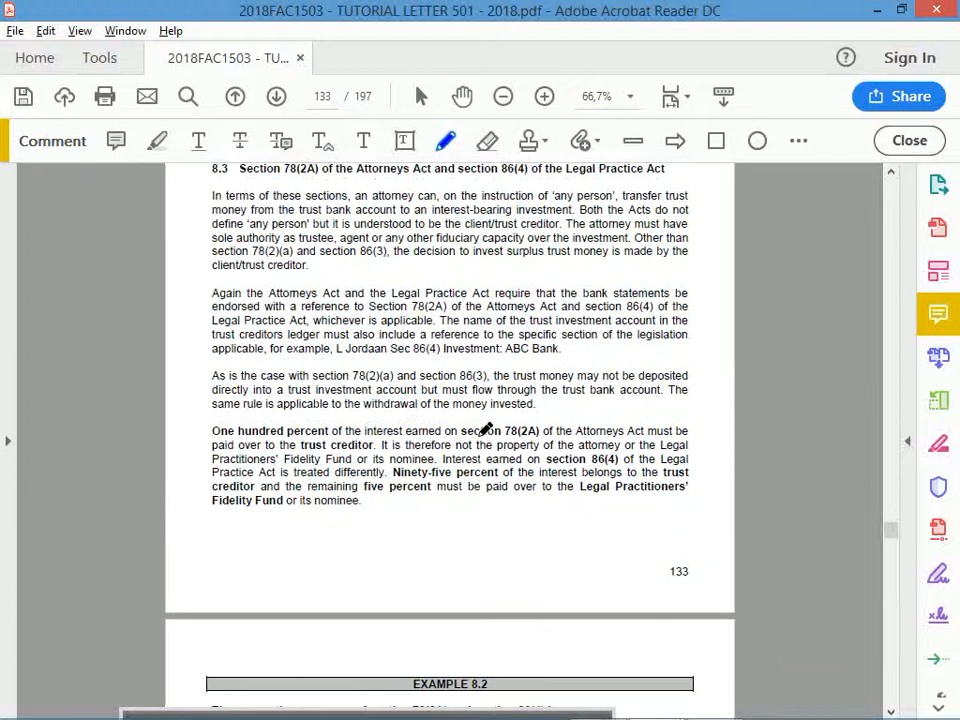 2018FAC1503 - TUTORIAL LETTER 501 - 2018.pdf - Adobe Acrobat Reader DC
File Edit View Window Help
Home Tools 2018FAC1503 - TU... × Sign In
133 / 197 66,7% Share
Comment Close
8.3 Section 78(2A) of the Attorneys Act and section 86(4) of the Legal Practice Act
In terms of these sections, an attorney can, on the instruction of 'any person', transfer trust
money from the trust bank account to an interest-bearing investment. Both the Acts do not
define 'any person' but it is understood to be the client/trust creditor. The attorney must have
sole authority as trustee, agent or any other fiduciary capacity over the investment. Other than
section 78(2)(a) and section 86(3), the decision to invest surplus trust money is made by the
client/trust creditor.
Again the Attorneys Act and the Legal Practice Act require that the bank statements be
endorsed with a reference to Section 78(2A) of the Attorneys Act and section 86(4) of the
Legal Practice Act, whichever is applicable. The name of the trust investment account in the
trust creditors ledger must also include a reference to the specific section of the legislation
applicable, for example, L Jordaan Sec 86(4) Investment: ABC Bank.
As is the case with section 78(2)(a) and section 86(3), the trust money may not be deposited
directly into a trust investment account but must flow through the trust bank account. The
same rule is applicable to the withdrawal of the money invested.
One hundred percent of the interest earned on section 78(2A) of the Attorneys Act must be
paid over to the trust creditor. It is therefore not the property of the attorney or the Legal
Practitioners' Fidelity Fund or its nominee. Interest earned on section 86(4) of the Legal
Practice Act is treated differently. Ninety-five percent of the interest belongs to the trust
creditor and the remaining five percent must be paid over to the Legal Practitioners'
Fidelity Fund or its nominee.
133
EXAMPLE 8.2